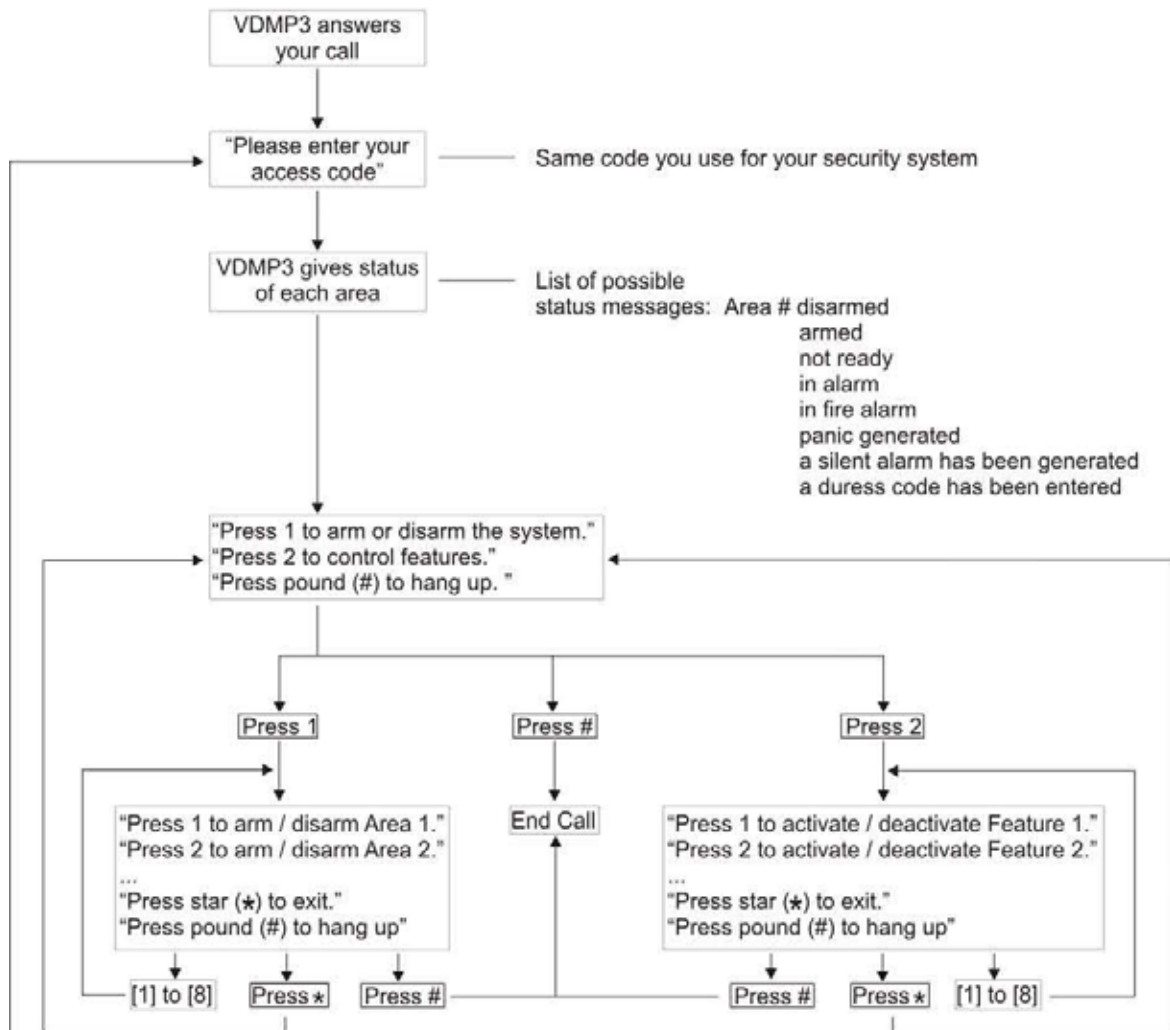 VDMP3 answers
your call
“Please enter your
access code”
Same code you use for your security system
VDMP3 gives status
of each area
List of possible
status messages: Area # disarmed
armed
not ready
in alarm
in fire alarm
panic generated
a silent alarm has been generated
a duress code has been entered
“Press 1 to arm or disarm the system.”
“Press 2 to control features.”
“Press pound (#) to hang up. ”
Press 1
Press #
Press 2
“Press 1 to arm / disarm Area 1.”
“Press 2 to arm / disarm Area 2.”
...
“Press star (*) to exit.”
“Press pound (#) to hang up”
End Call
“Press 1 to activate / deactivate Feature 1.”
“Press 2 to activate / deactivate Feature 2.”
...
“Press star (*) to exit.”
“Press pound (#) to hang up”
[1] to [8]
Press *
Press #
Press #
Press *
[1] to [8]